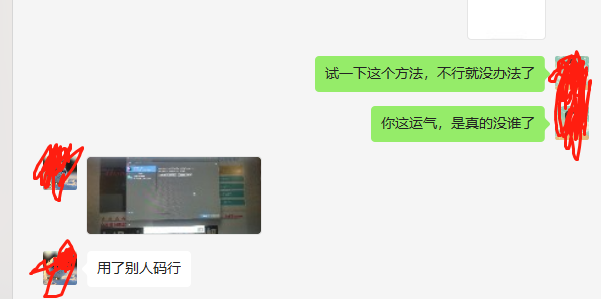 试一下这个方法，不行就没办法了
你这运气，是真的没谁了
用了别人码行